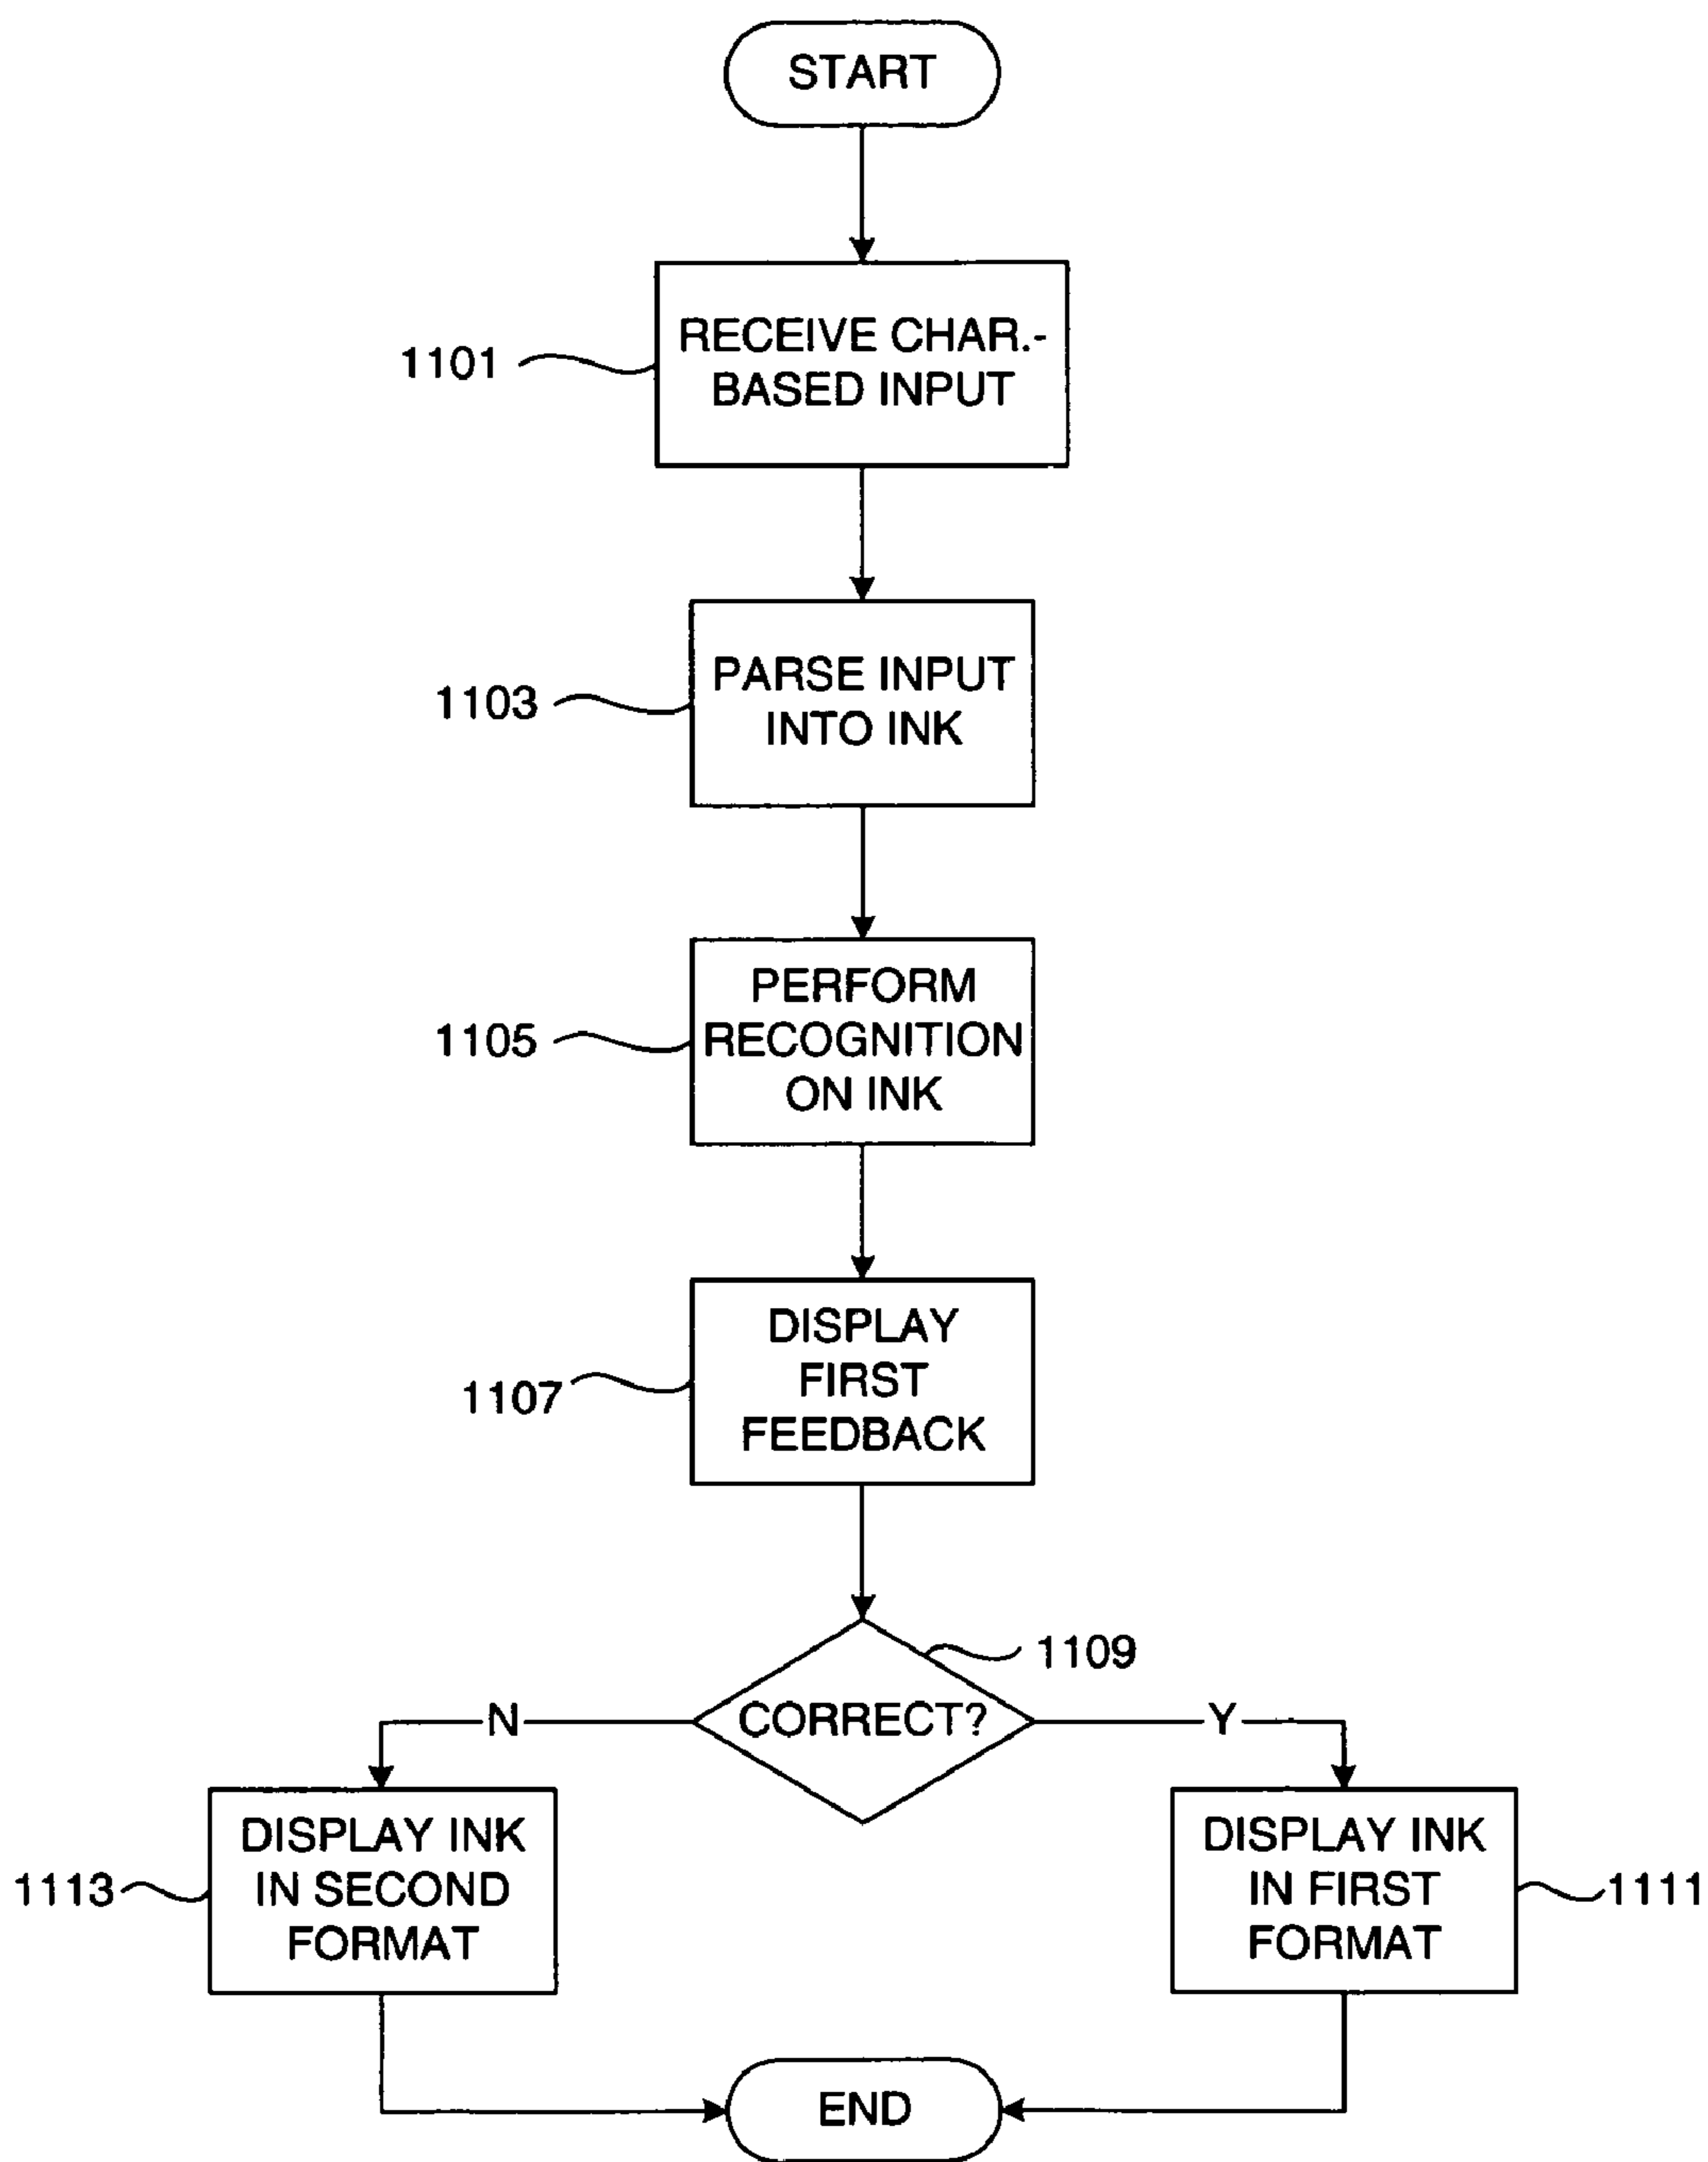 START
1101
RECEIVE CHAR.-
BASED INPUT
1103
PARSE INPUT
INTO INK
1105
PERFORM
RECOGNITION
ON INK
1107
DISPLAY
FIRST
FEEDBACK
1109
CORRECT?
N
Y
1113
DISPLAY INK
IN SECOND
FORMAT
DISPLAY INK
IN FIRST
FORMAT
1111
END